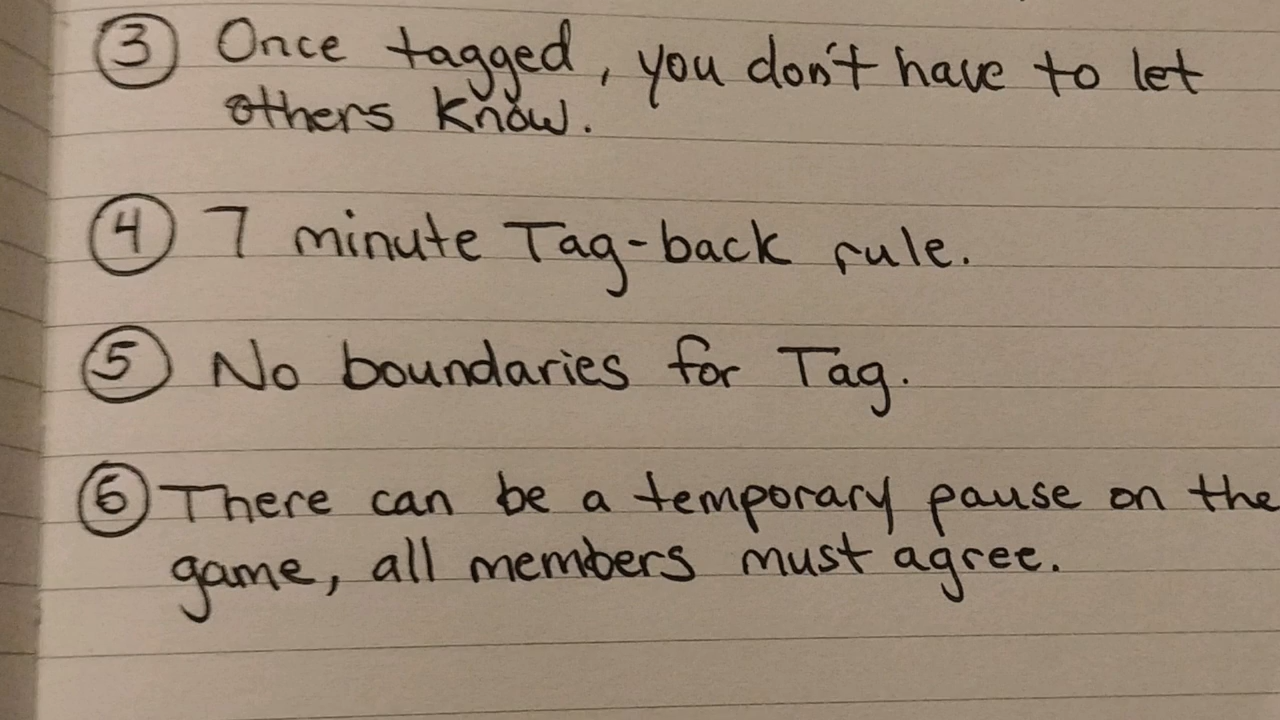 ③ Once tagged, you don't have to let
others know.
④ 7 minute Tag-back rule.
⑤ No boundaries for Tag.
⑥ There can be a temporary pause on the
game, all members must agree.